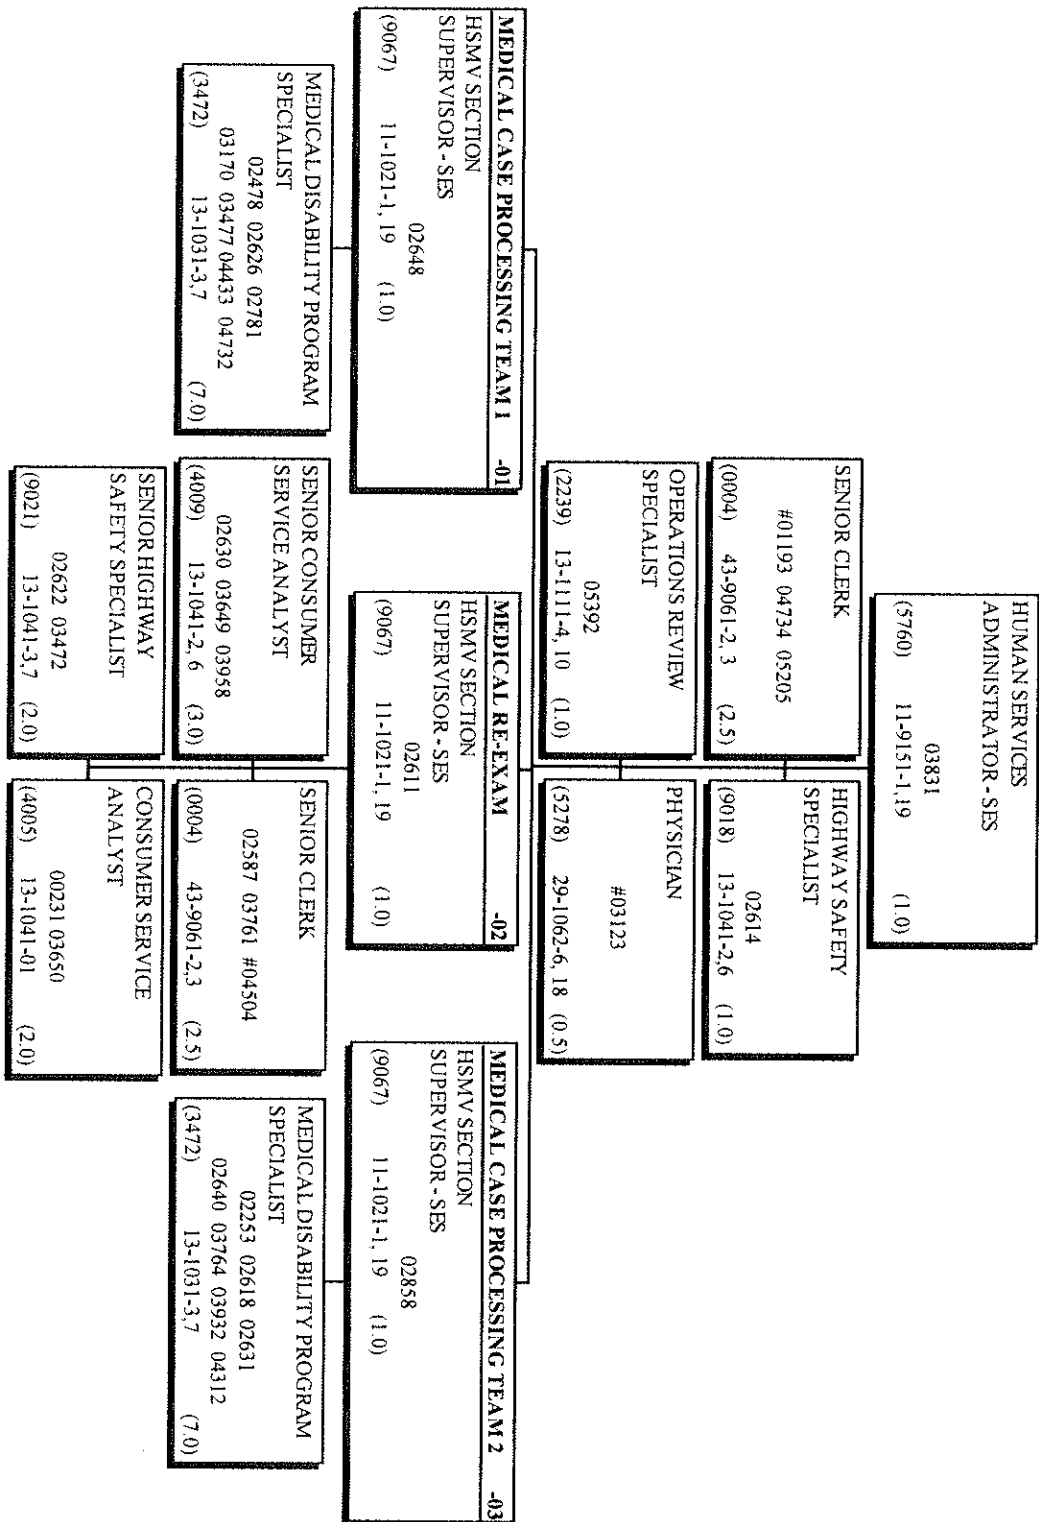 HUMAN SERVICES
ADMINISTRATOR - SES
03831
(5760) 11-9151-1,19 (1.0)
SENIOR CLERK
#01193 04734 05205
(0004) 43-9061-2, 3 (2.5)
HIGHWAY SAFETY
SPECIALIST
02614
(9018) 13-1041-2,6 (1.0)
OPERATIONS REVIEW
SPECIALIST
05392
(2239) 13-1111-4, 10 (1.0)
PHYSICIAN
#03123
(5278) 29-1062-6, 18 (0.5)
MEDICAL CASE PROCESSING TEAM 1 -01
HSMV SECTION
SUPERVISOR - SES
02648
(9067) 11-1021-1, 19 (1.0)
MEDICAL DISABILITY PROGRAM
SPECIALIST
02478 02626 02781
03170 03477 04433 04732
(3472) 13-1031-3,7 (7.0)
MEDICAL RE-EXAM -02
HSMV SECTION
SUPERVISOR - SES
02611
(9067) 11-1021-1, 19 (1.0)
SENIOR CONSUMER
SERVICE ANALYST
02630 03649 03958
(4009) 13-1041-2, 6 (3.0)
SENIOR CLERK
02587 03761 #04504
(0004) 43-9061-2,3 (2.5)
SENIOR HIGHWAY
SAFETY SPECIALIST
02622 03472
(9021) 13-1041-3,7 (2.0)
CONSUMER SERVICE
ANALYST
00231 03650
(4005) 13-1041-01 (2.0)
MEDICAL CASE PROCESSING TEAM 2 -03
HSMV SECTION
SUPERVISOR - SES
02858
(9067) 11-1021-1, 19 (1.0)
MEDICAL DISABILITY PROGRAM
SPECIALIST
02253 02618 02631
02640 03764 03932 04312
(3472) 13-1031-3,7 (7.0)